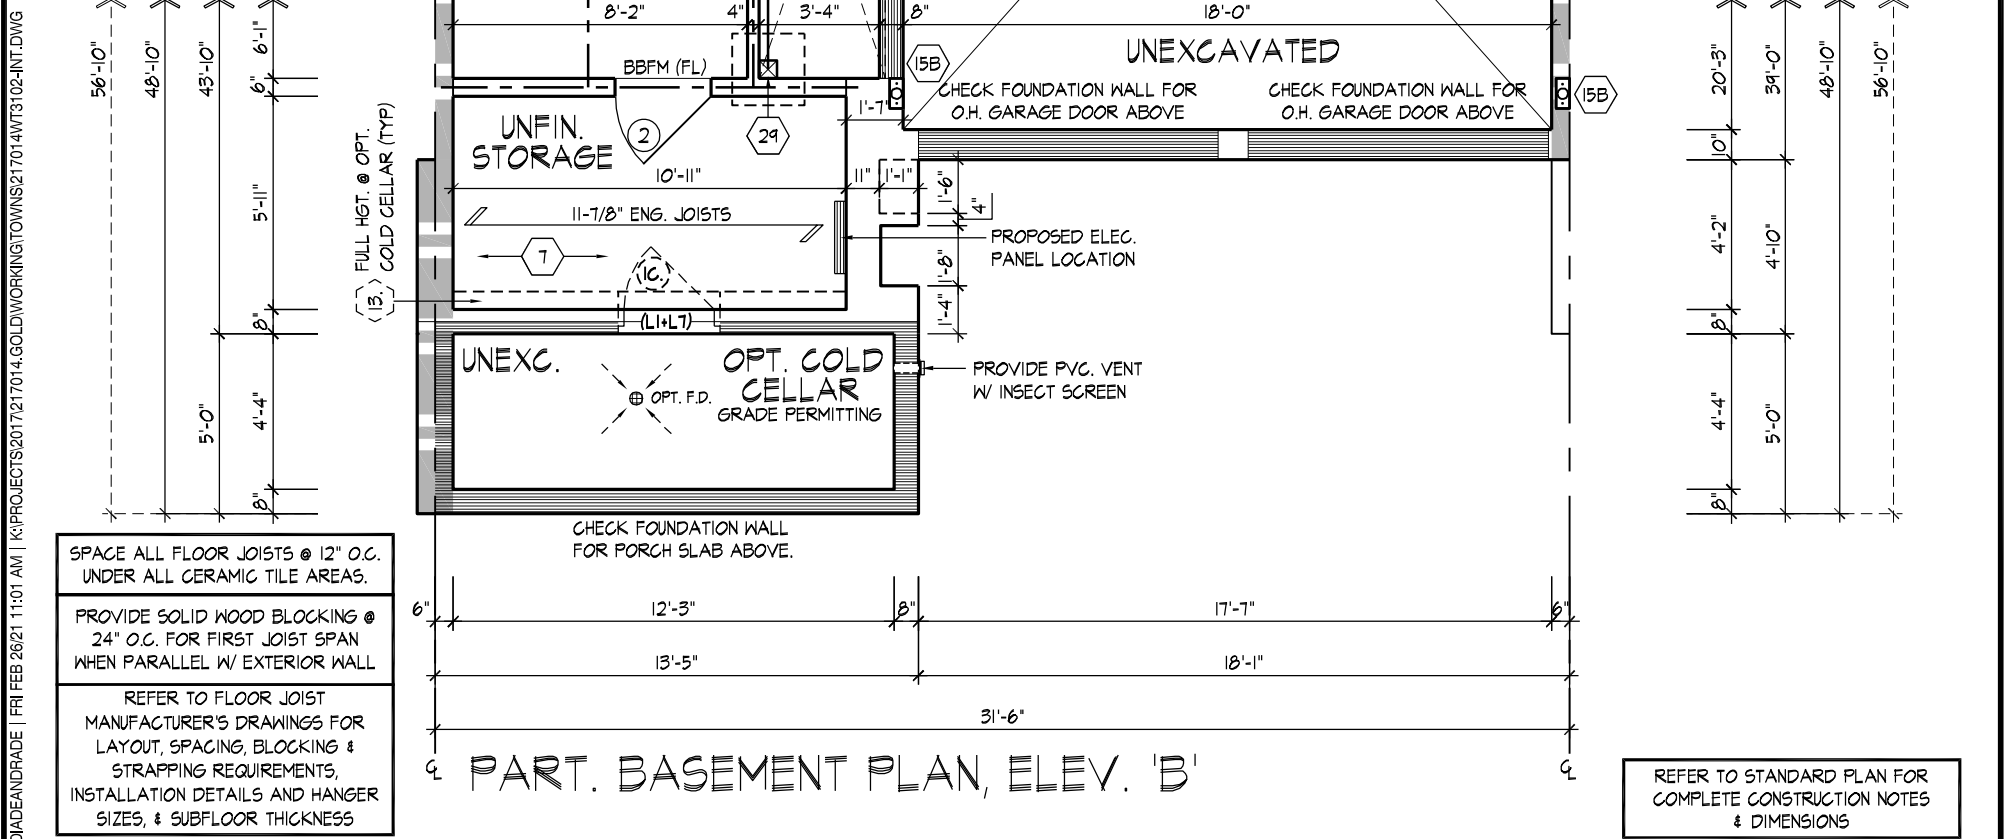 DIADEANDRADE | FRI FEB 26/21 11:01 AM | K:\PROJECTS\2017\217014.GOLD\WORKING\TOWNS\217014WT3102-INT.DWG
56'-10"
48'-10"
43'-10"
6'-1"
6"
5'-11"
8"
5'-0"
4'-4"
8"
8'-2"
4"
3'-4"
8"
18'-0"
BBFM (FL)
UNEXCAVATED
15B
15B
CHECK FOUNDATION WALL FOR
O.H. GARAGE DOOR ABOVE
CHECK FOUNDATION WALL FOR
O.H. GARAGE DOOR ABOVE
1'-7"
UNFIN.
STORAGE
2
29
FULL HGT. @ OPT.
COLD CELLAR (TYP)
13.
10'-11"
11"
1'-1"
1'-6"
4"
11-7/8" ENG. JOISTS
7
1C.
PROPOSED ELEC.
PANEL LOCATION
1'-8"
1'-4"
(L1+L7)
UNEXC.
OPT. COLD
CELLAR
GRADE PERMITTING
OPT. F.D.
PROVIDE PVC. VENT
W/ INSECT SCREEN
CHECK FOUNDATION WALL
FOR PORCH SLAB ABOVE.
20'-3"
39'-0"
48'-10"
56'-10"
10"
4'-2"
4'-10"
8"
4'-4"
5'-0"
8"
SPACE ALL FLOOR JOISTS @ 12" O.C.
UNDER ALL CERAMIC TILE AREAS.
PROVIDE SOLID WOOD BLOCKING @
24" O.C. FOR FIRST JOIST SPAN
WHEN PARALLEL W/ EXTERIOR WALL
REFER TO FLOOR JOIST
MANUFACTURER'S DRAWINGS FOR
LAYOUT, SPACING, BLOCKING &
STRAPPING REQUIREMENTS,
INSTALLATION DETAILS AND HANGER
SIZES, & SUBFLOOR THICKNESS
6"
12'-3"
8"
17'-7"
6"
13'-5"
18'-1"
31'-6"
℄
PART. BASEMENT PLAN, ELEV. 'B'
℄
REFER TO STANDARD PLAN FOR
COMPLETE CONSTRUCTION NOTES
& DIMENSIONS